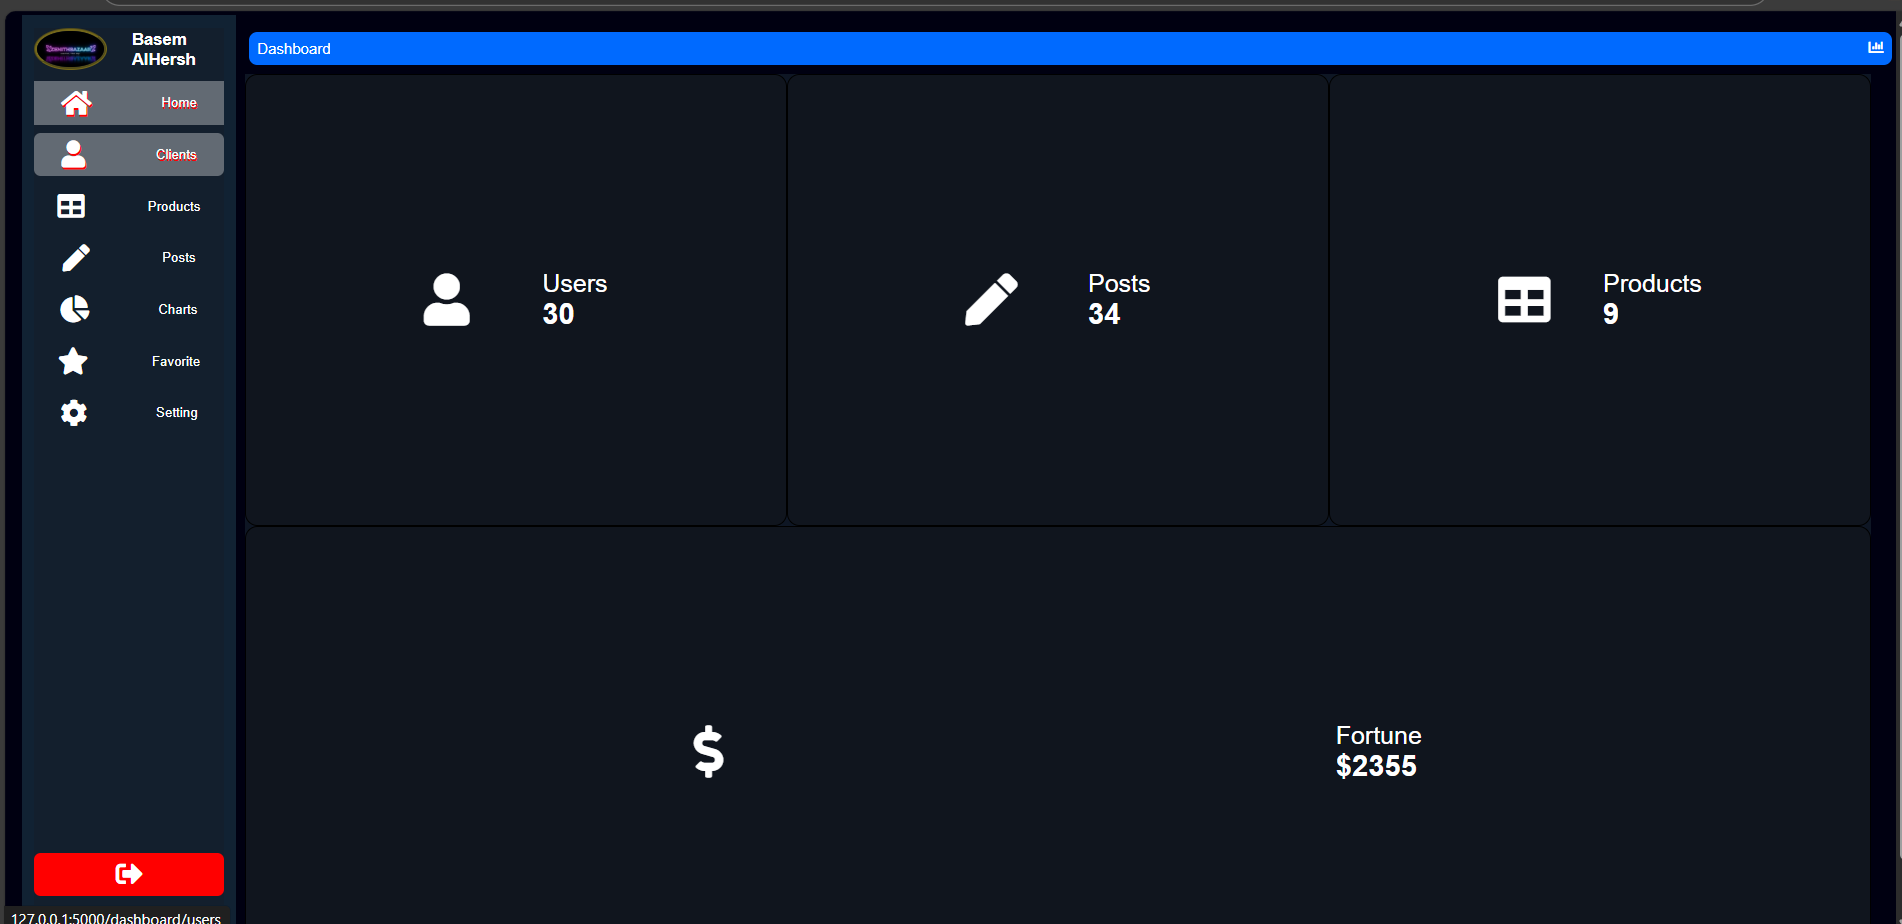 Basem
AlHersh
Home
Clients
Products
Posts
Charts
Favorite
Setting
Dashboard
Users
30
Posts
34
Products
9
Fortune
$2355
127.0.0.1:5000/dashboard/users